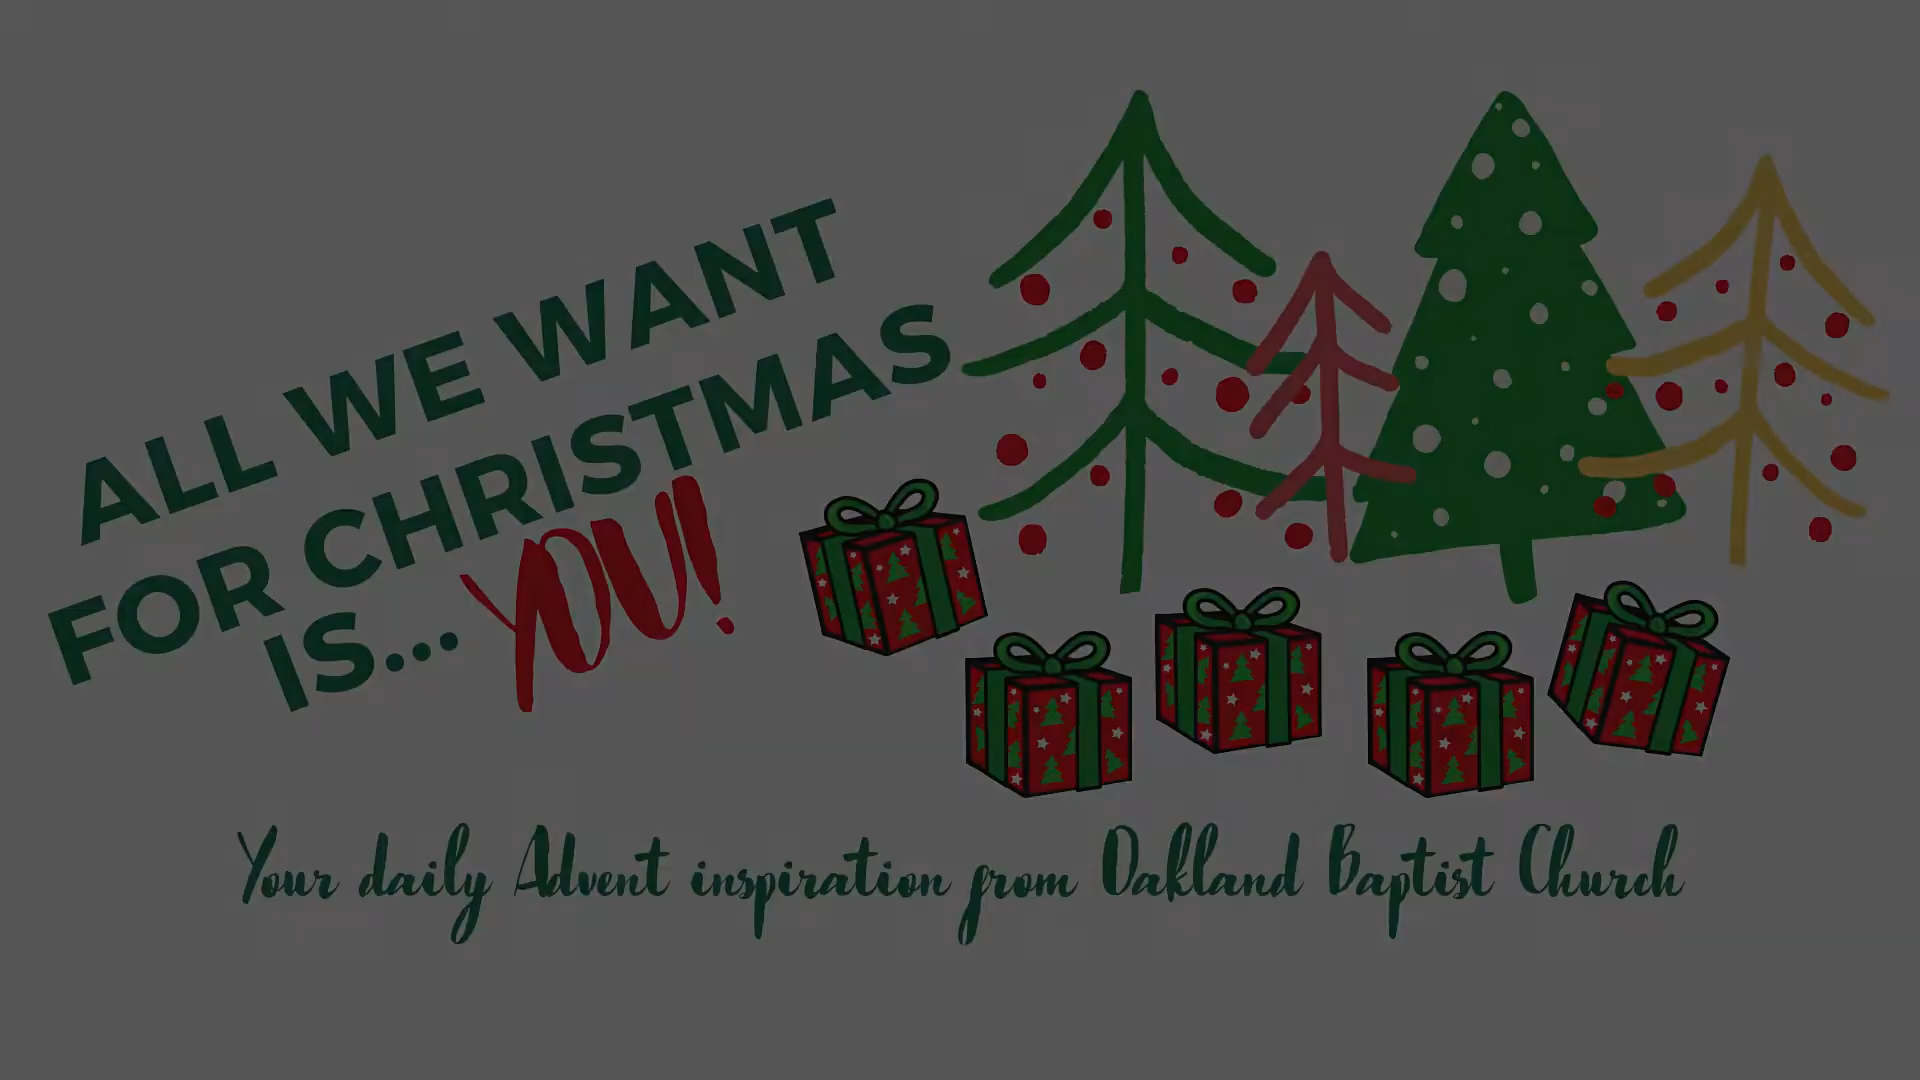 ALL WE WANT
FOR CHRISTMAS
IS... YOU!
Your daily Advent inspiration from Oakland Baptist Church